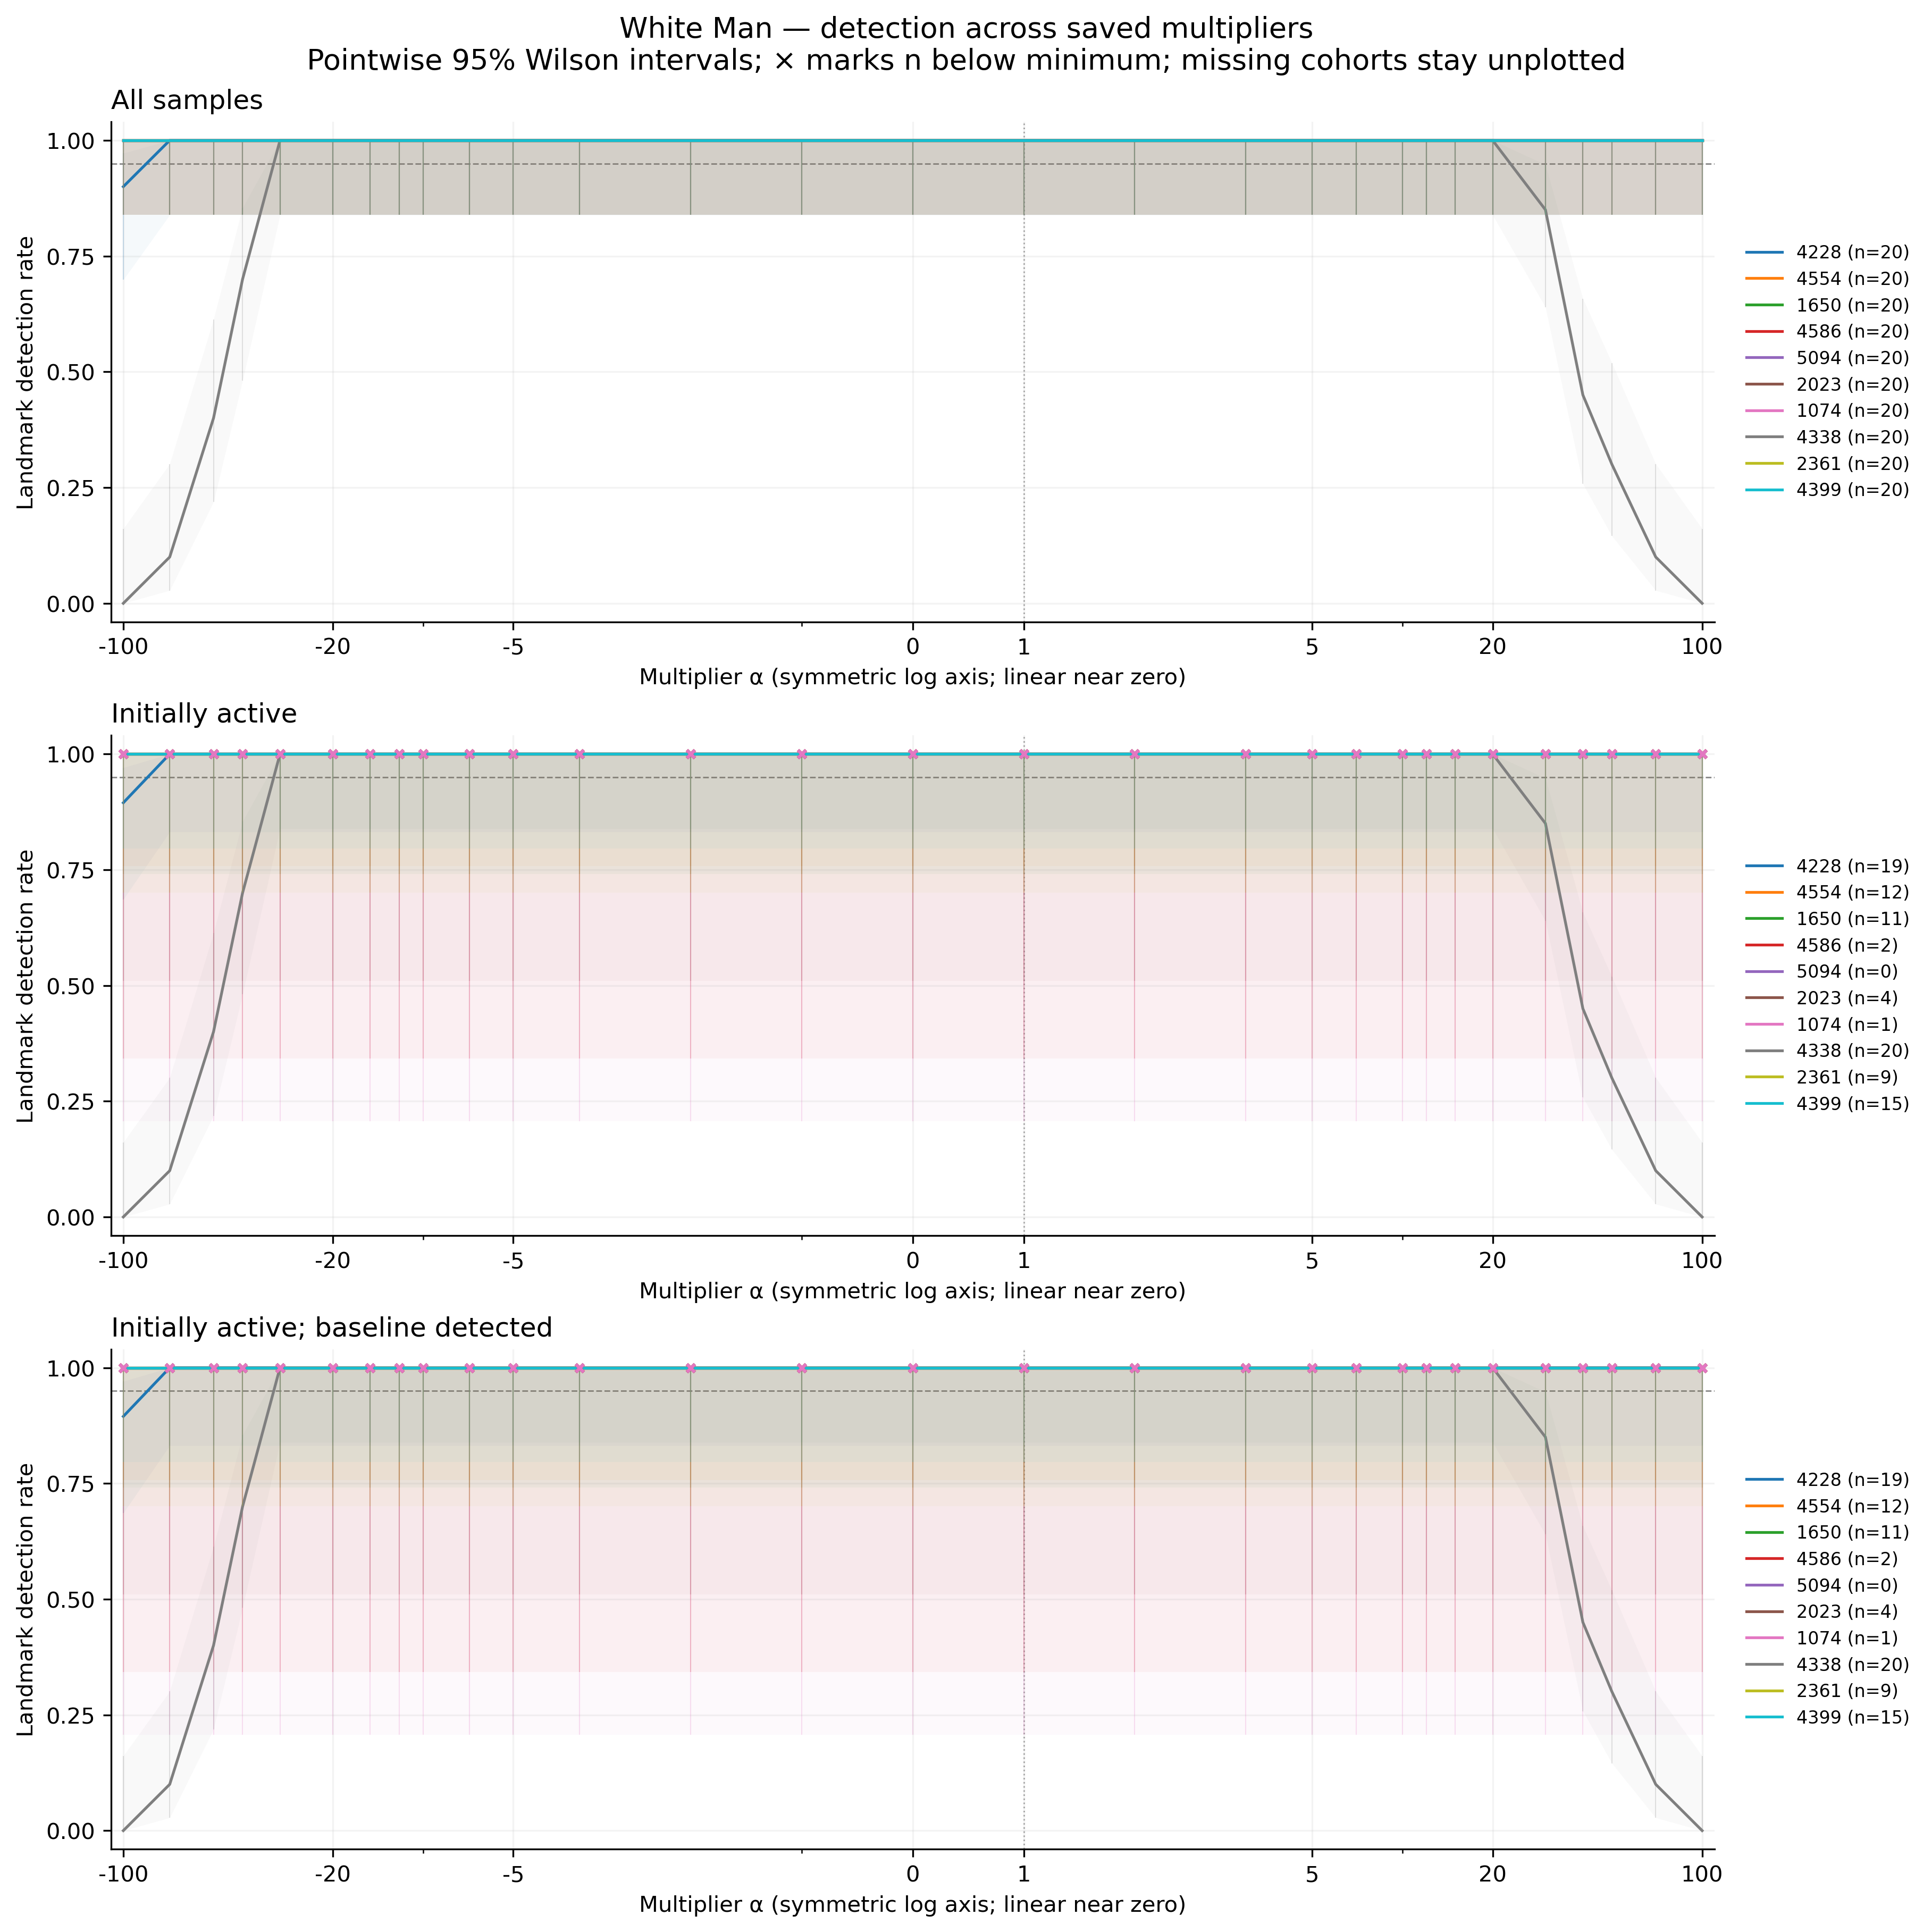 White Man — detection across saved multipliers
Pointwise 95% Wilson intervals; × marks n below minimum; missing cohorts stay unplotted
All samples
Landmark detection rate
1.00
0.75
0.50
0.25
0.00
-100
-20
-5
0
1
5
20
100
Multiplier α (symmetric log axis; linear near zero)
4228 (n=20)
4554 (n=20)
1650 (n=20)
4586 (n=20)
5094 (n=20)
2023 (n=20)
1074 (n=20)
4338 (n=20)
2361 (n=20)
4399 (n=20)
Initially active
Landmark detection rate
1.00
0.75
0.50
0.25
0.00
-100
-20
-5
0
1
5
20
100
Multiplier α (symmetric log axis; linear near zero)
4228 (n=19)
4554 (n=12)
1650 (n=11)
4586 (n=2)
5094 (n=0)
2023 (n=4)
1074 (n=1)
4338 (n=20)
2361 (n=9)
4399 (n=15)
Initially active; baseline detected
Landmark detection rate
1.00
0.75
0.50
0.25
0.00
-100
-20
-5
0
1
5
20
100
Multiplier α (symmetric log axis; linear near zero)
4228 (n=19)
4554 (n=12)
1650 (n=11)
4586 (n=2)
5094 (n=0)
2023 (n=4)
1074 (n=1)
4338 (n=20)
2361 (n=9)
4399 (n=15)